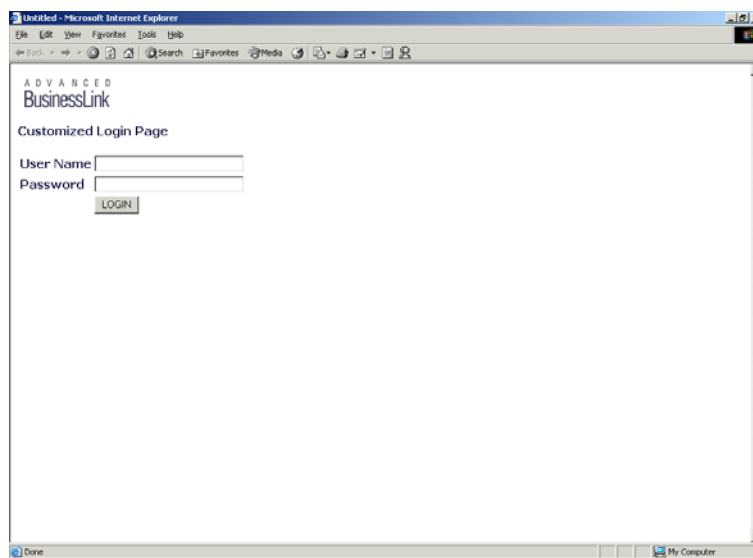 Untitled - Microsoft Internet Explorer
File Edit View Favorites Tools Help
Back Search Favorites Media
ADVANCED
BusinessLink
Customized Login Page
User Name
Password
LOGIN
Done My Computer